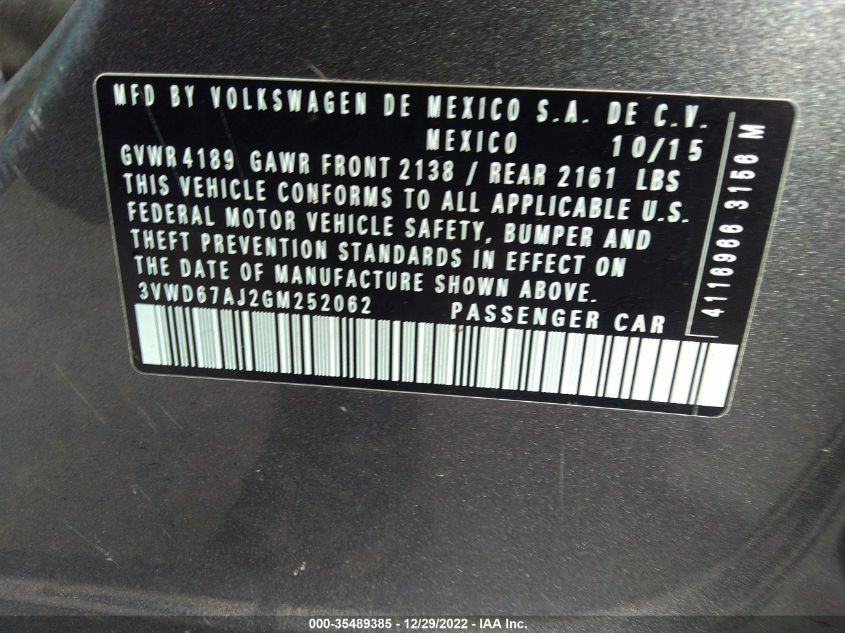 MFD BY VOLKSWAGEN DE MEXICO S.A. DE C.V.
MEXICO 10/15
GVWR 4189 GAWR FRONT 2138 / REAR 2161 LBS
THIS VEHICLE CONFORMS TO ALL APPLICABLE U.S.
FEDERAL MOTOR VEHICLE SAFETY, BUMPER AND
THEFT PREVENTION STANDARDS IN EFFECT ON
THE DATE OF MANUFACTURE SHOWN ABOVE.
3VWD67AJ2GM252062 PASSENGER CAR
4116966 3156 M
000-35489385 - 12/29/2022 - IAA Inc.